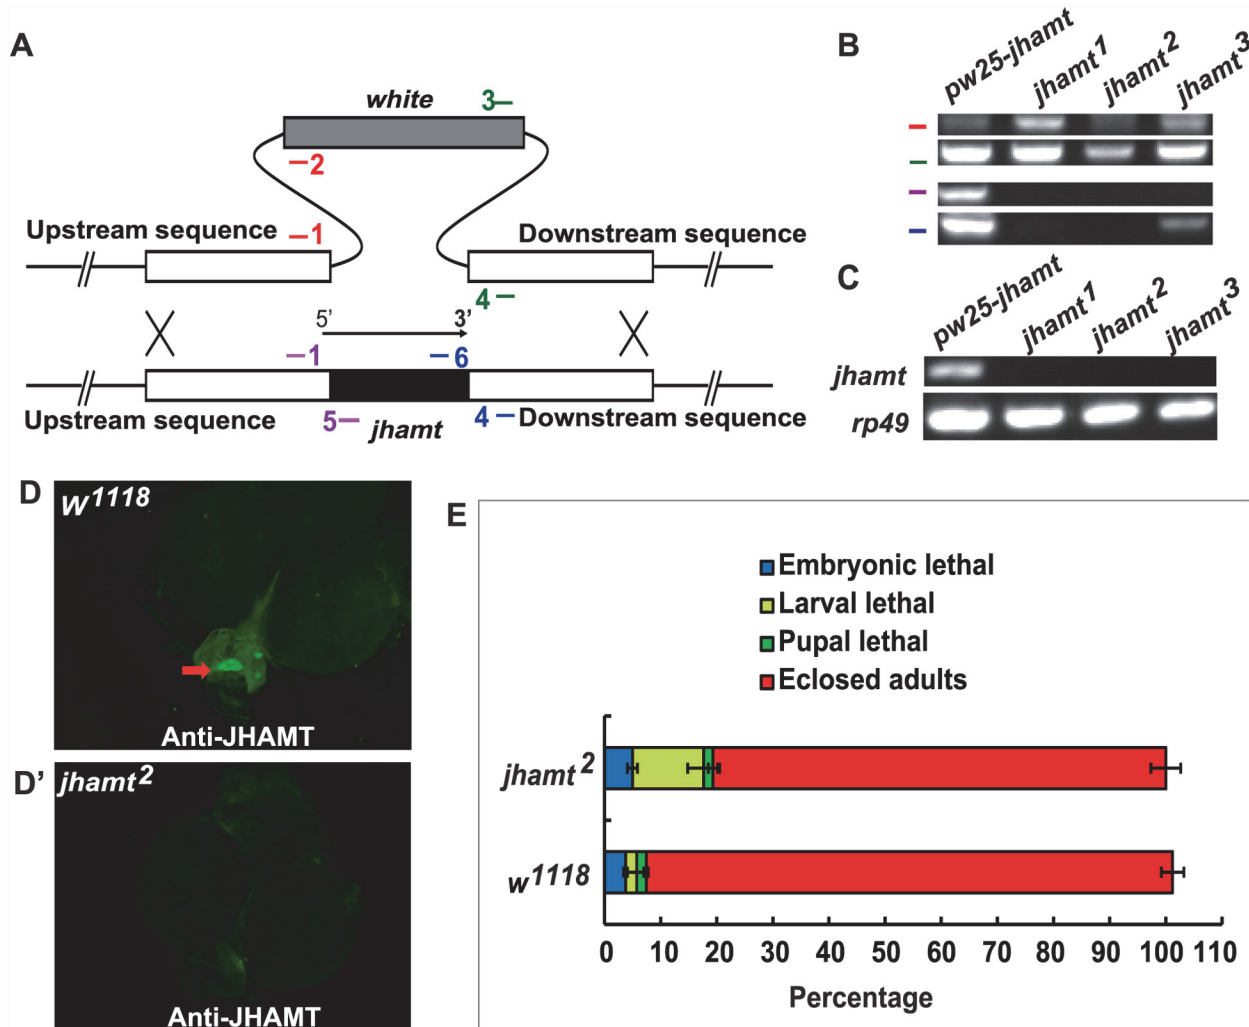 A
white
3
2
Upstream sequence
1
Downstream sequence
4
5' 3'
1
6
Upstream sequence
5
jhamt
4
Downstream sequence
B
pw25-jhamt
jhamt1
jhamt2
jhamt3
C
pw25-jhamt
jhamt1
jhamt2
jhamt3
jhamt
rp49
D
w1118
Anti-JHAMT
D'
jhamt2
Anti-JHAMT
E
Embryonic lethal
Larval lethal
Pupal lethal
Eclosed adults
jhamt2
w1118
0 10 20 30 40 50 60 70 80 90 100 110
Percentage